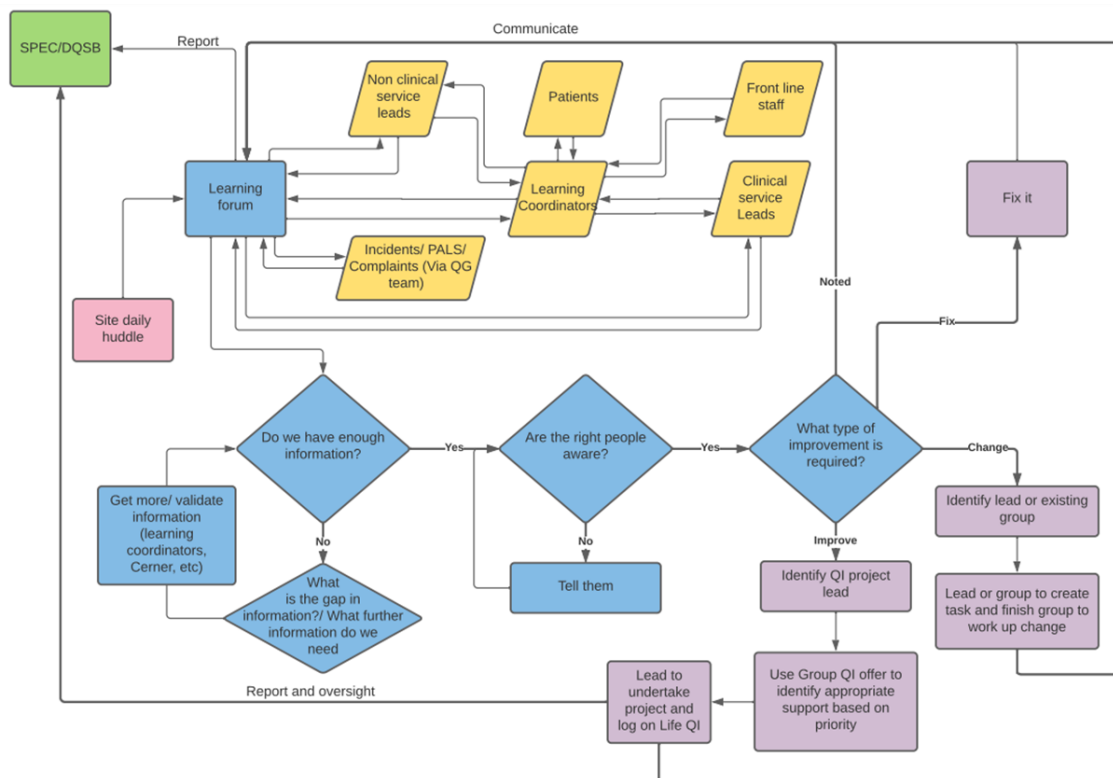 Communicate
SPEC/DQSB
Report
Non clinical
service
leads
Patients
Front line
staff
Learning
forum
Learning
Coordinators
Clinical
service
Leads
Fix it
Incidents/ PALS/
Complaints (Via QG
team)
Site daily
huddle
Noted
Fix
Do we have enough
information?
Yes
Are the right people
aware?
Yes
What type of
improvement is
required?
Change
Get more/ validate
information
(learning
coordinators,
Cerner, etc)
No
What
is the gap in
information?/ What
further
information do we
need
No
Tell them
Improve
Identify QI project
lead
Identify lead or existing
group
Lead or group to create
task and finish group to
work up change
Use Group QI offer to
identify appropriate
support based on
priority
Lead to
undertake
project and
log on Life QI
Report and oversight